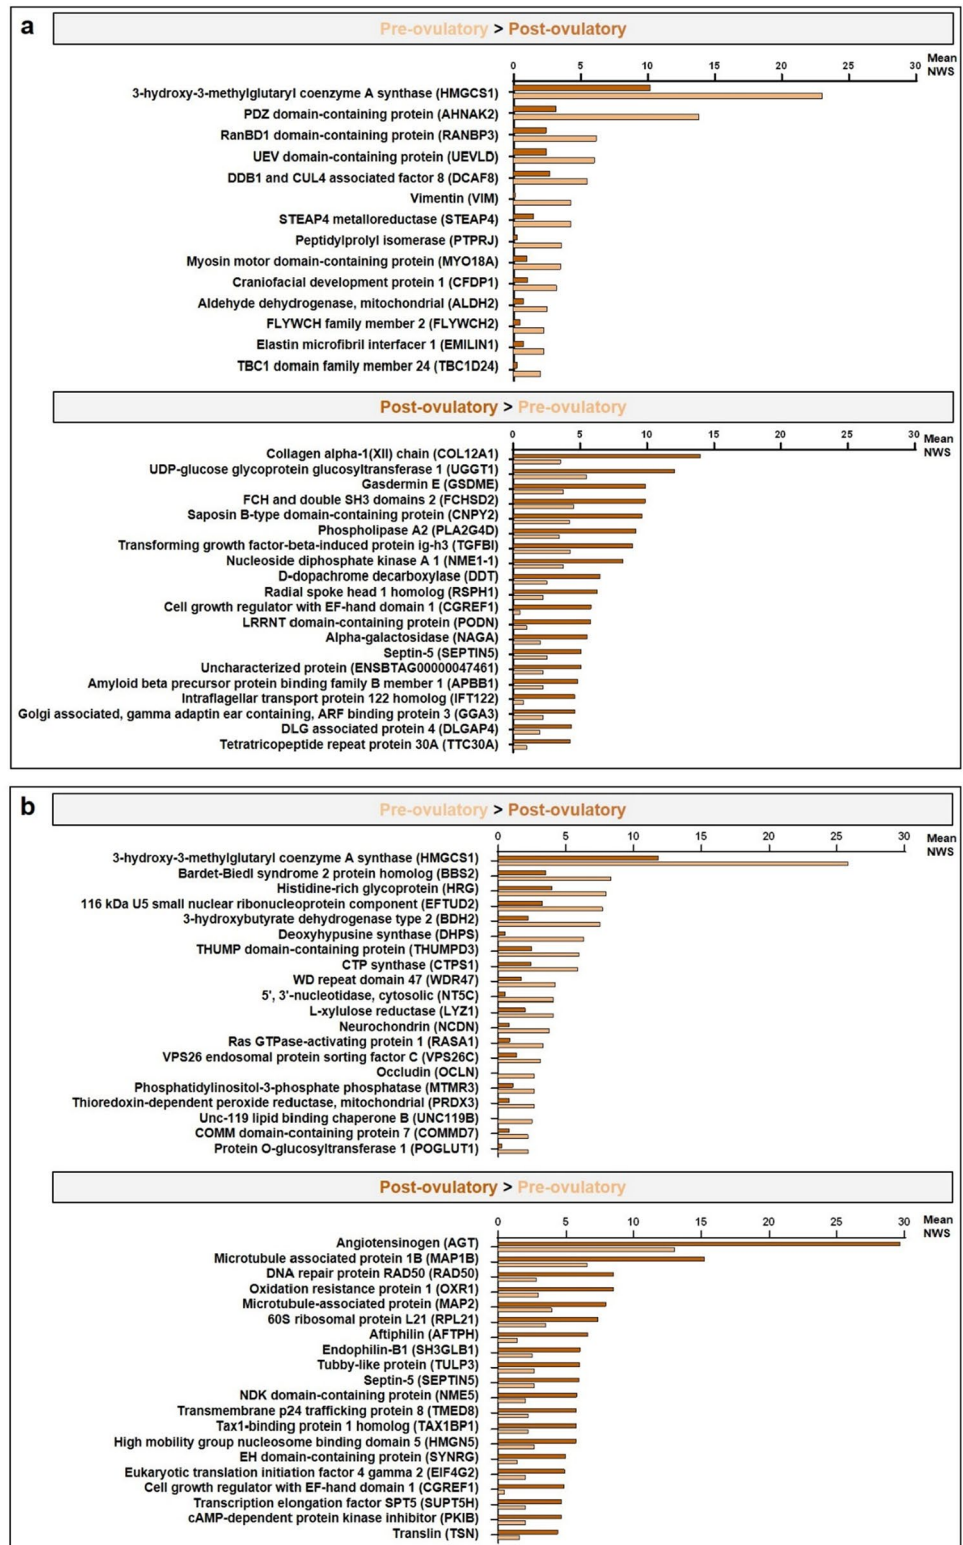 a
Pre-ovulatory > Post-ovulatory
0 5 10 15 20 25 30 Mean NWS
3-hydroxy-3-methylglutaryl coenzyme A synthase (HMGCS1)
PDZ domain-containing protein (AHNAK2)
RanBD1 domain-containing protein (RANBP3)
UEV domain-containing protein (UEVLD)
DDB1 and CUL4 associated factor 8 (DCAF8)
Vimentin (VIM)
STEAP4 metalloreductase (STEAP4)
Peptidylprolyl isomerase (PTPRJ)
Myosin motor domain-containing protein (MYO18A)
Craniofacial development protein 1 (CFDP1)
Aldehyde dehydrogenase, mitochondrial (ALDH2)
FLYWCH family member 2 (FLYWCH2)
Elastin microfibril interfacer 1 (EMILIN1)
TBC1 domain family member 24 (TBC1D24)
Post-ovulatory > Pre-ovulatory
0 5 10 15 20 25 30 Mean NWS
Collagen alpha-1(XII) chain (COL12A1)
UDP-glucose glycoprotein glucosyltransferase 1 (UGGT1)
Gasdermin E (GSDME)
FCH and double SH3 domains 2 (FCHSD2)
Saposin B-type domain-containing protein (CNPY2)
Phospholipase A2 (PLA2G4D)
Transforming growth factor-beta-induced protein ig-h3 (TGFBI)
Nucleoside diphosphate kinase A 1 (NME1-1)
D-dopachrome decarboxylase (DDT)
Radial spoke head 1 homolog (RSPH1)
Cell growth regulator with EF-hand domain 1 (CGREF1)
LRRNT domain-containing protein (PODN)
Alpha-galactosidase (NAGA)
Septin-5 (SEPTIN5)
Uncharacterized protein (ENSBTAG00000047461)
Amyloid beta precursor protein binding family B member 1 (APBB1)
Intraflagellar transport protein 122 homolog (IFT122)
Golgi associated, gamma adaptin ear containing, ARF binding protein 3 (GGA3)
DLG associated protein 4 (DLGAP4)
Tetratricopeptide repeat protein 30A (TTC30A)
b
Pre-ovulatory > Post-ovulatory
0 5 10 15 20 25 30 Mean NWS
3-hydroxy-3-methylglutaryl coenzyme A synthase (HMGCS1)
Bardet-Biedl syndrome 2 protein homolog (BBS2)
Histidine-rich glycoprotein (HRG)
116 kDa U5 small nuclear ribonucleoprotein component (EFTUD2)
3-hydroxybutyrate dehydrogenase type 2 (BDH2)
Deoxyhypusine synthase (DHPS)
THUMP domain-containing protein (THUMPD3)
CTP synthase (CTPS1)
WD repeat domain 47 (WDR47)
5', 3'-nucleotidase, cytosolic (NT5C)
L-xylulose reductase (LYZ1)
Neurochondrin (NCDN)
Ras GTPase-activating protein 1 (RASA1)
VPS26 endosomal protein sorting factor C (VPS26C)
Occludin (OCLN)
Phosphatidylinositol-3-phosphate phosphatase (MTMR3)
Thioredoxin-dependent peroxide reductase, mitochondrial (PRDX3)
Unc-119 lipid binding chaperone B (UNC119B)
COMM domain-containing protein 7 (COMMD7)
Protein O-glucosyltransferase 1 (POGLUT1)
Post-ovulatory > Pre-ovulatory
0 5 10 15 20 25 30 Mean NWS
Angiotensinogen (AGT)
Microtubule associated protein 1B (MAP1B)
DNA repair protein RAD50 (RAD50)
Oxidation resistance protein 1 (OXR1)
Microtubule-associated protein (MAP2)
60S ribosomal protein L21 (RPL21)
Aftiphilin (AFTPH)
Endophilin-B1 (SH3GLB1)
Tubby-like protein (TULP3)
Septin-5 (SEPTIN5)
NDK domain-containing protein (NME5)
Transmembrane p24 trafficking protein 8 (TMED8)
Tax1-binding protein 1 homolog (TAX1BP1)
High mobility group nucleosome binding domain 5 (HMGN5)
EH domain-containing protein (SYNRG)
Eukaryotic translation initiation factor 4 gamma 2 (EIF4G2)
Cell growth regulator with EF-hand domain 1 (CGREF1)
Transcription elongation factor SPT5 (SUPT5H)
cAMP-dependent protein kinase inhibitor (PKIB)
Translin (TSN)